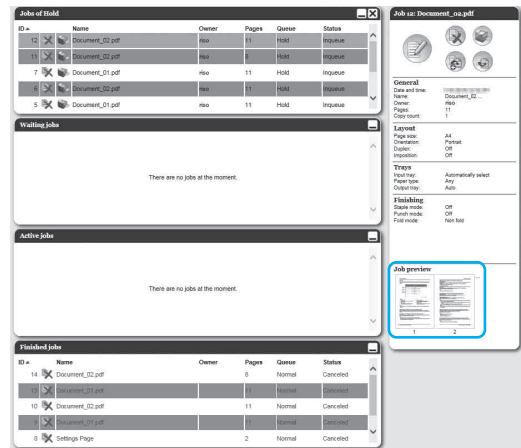 Jobs of Hold
ID Name Owner Pages Queue Status
12 Document_02.pdf riso 11 Hold Inqueue
11 Document_02.pdf riso 8 Hold Inqueue
7 Document_01.pdf riso 11 Hold Inqueue
6 Document_02.pdf riso 11 Hold Inqueue
5 Document_01.pdf riso 11 Hold Inqueue
Waiting jobs
There are no jobs at the moment.
Active jobs
There are no jobs at the moment.
Finished jobs
ID Name Owner Pages Queue Status
14 Document_02.pdf 8 Normal Canceled
13 Document_01.pdf 11 Normal Canceled
10 Document_02.pdf 11 Normal Canceled
9 Document_01.pdf 11 Normal Canceled
8 Settings Page 2 Normal Canceled
Job 12: Document_02.pdf
General
Date and time:
Name: Document_02 ...
Owner: riso
Pages: 11
Copy count: 1
Layout
Page size: A4
Orientation: Portrait
Duplex: Off
Imposition: Off
Trays
Input tray: Automatically select
Paper type: Any
Output tray: Auto
Finishing
Staple mode: Off
Punch mode: Off
Fold mode: Non fold
Job preview
1 2